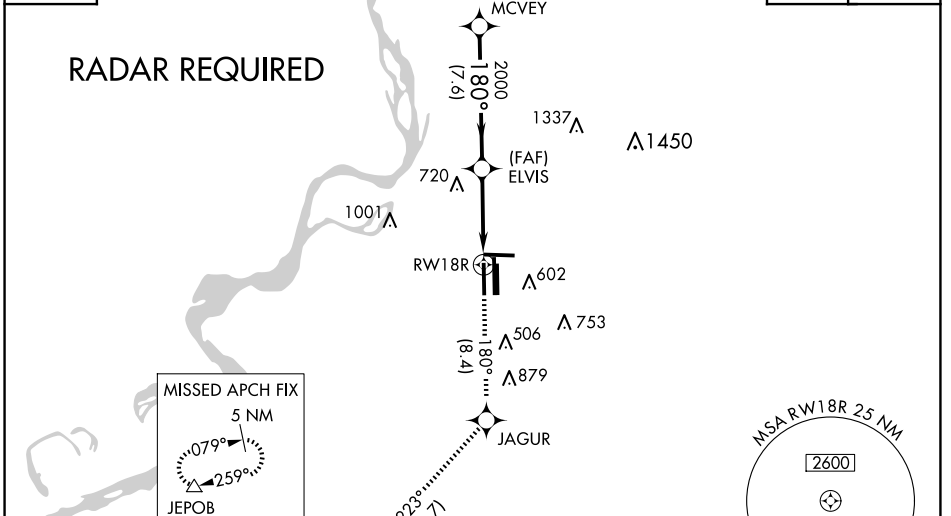 MCVEY
RADAR REQUIRED
2000
180°
(7.6)
1337
1450
(FAF)
ELVIS
720
1001
RW18R
602
753
506
180°
(8.4)
879
MISSED APCH FIX
5 NM
079°
259°
JEPOB
JAGUR
MSA RW18R 25 NM
2600